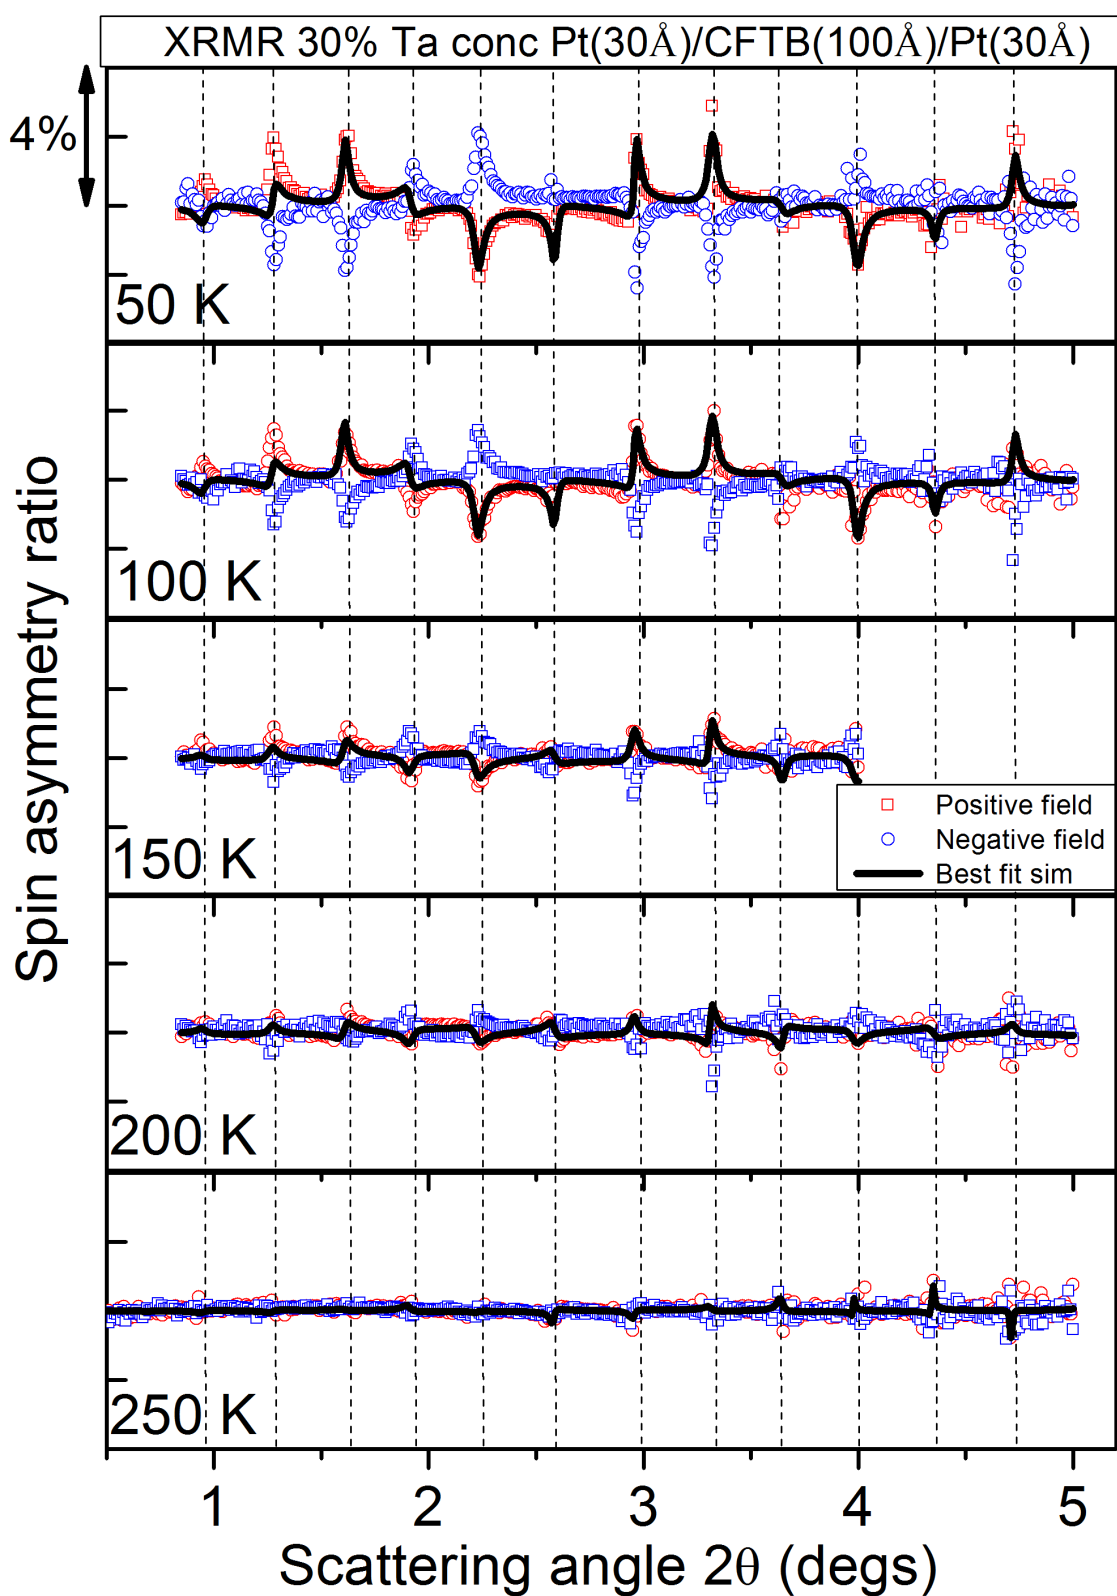 XRMR 30% Ta conc Pt(30Å)/CFTB(100Å)/Pt(30Å)
4%
50 K
100 K
150 K
Positive field
Negative field
Best fit sim
200 K
250 K
Spin asymmetry ratio
1 2 3 4 5
Scattering angle 2θ (degs)